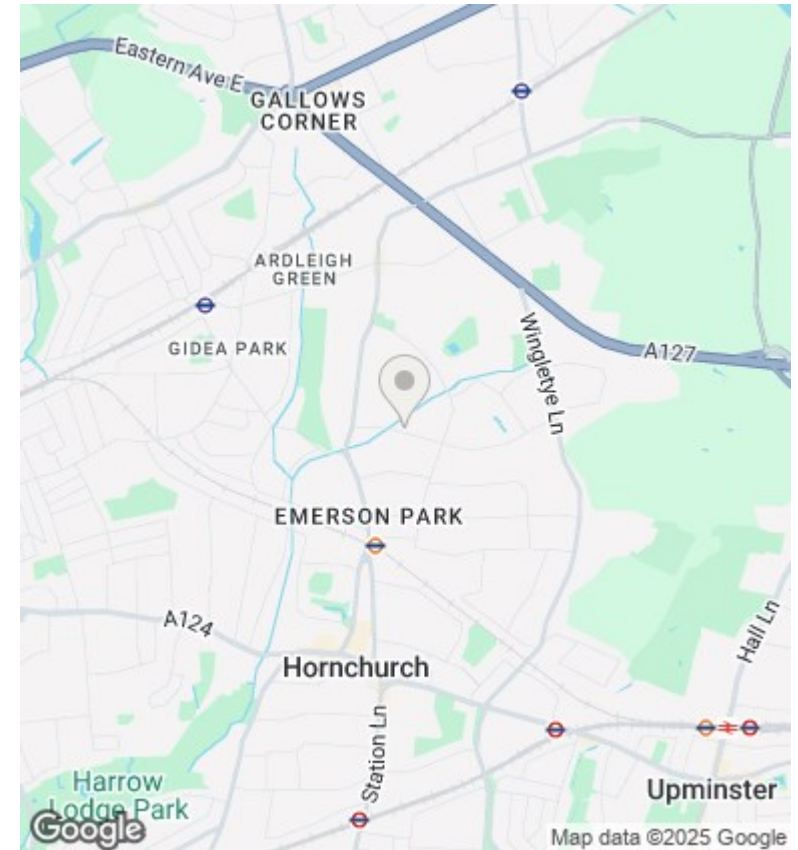 Eastern Ave E
GALLOWS
CORNER
ARDLEIGH
GREEN
GIDEA PARK
Wingletye Ln
A127
EMERSON PARK
A124
Hornchurch
Hall Ln
Station Ln
Harrow
Lodge Park
Upminster
Google
Map data ©2025 Google